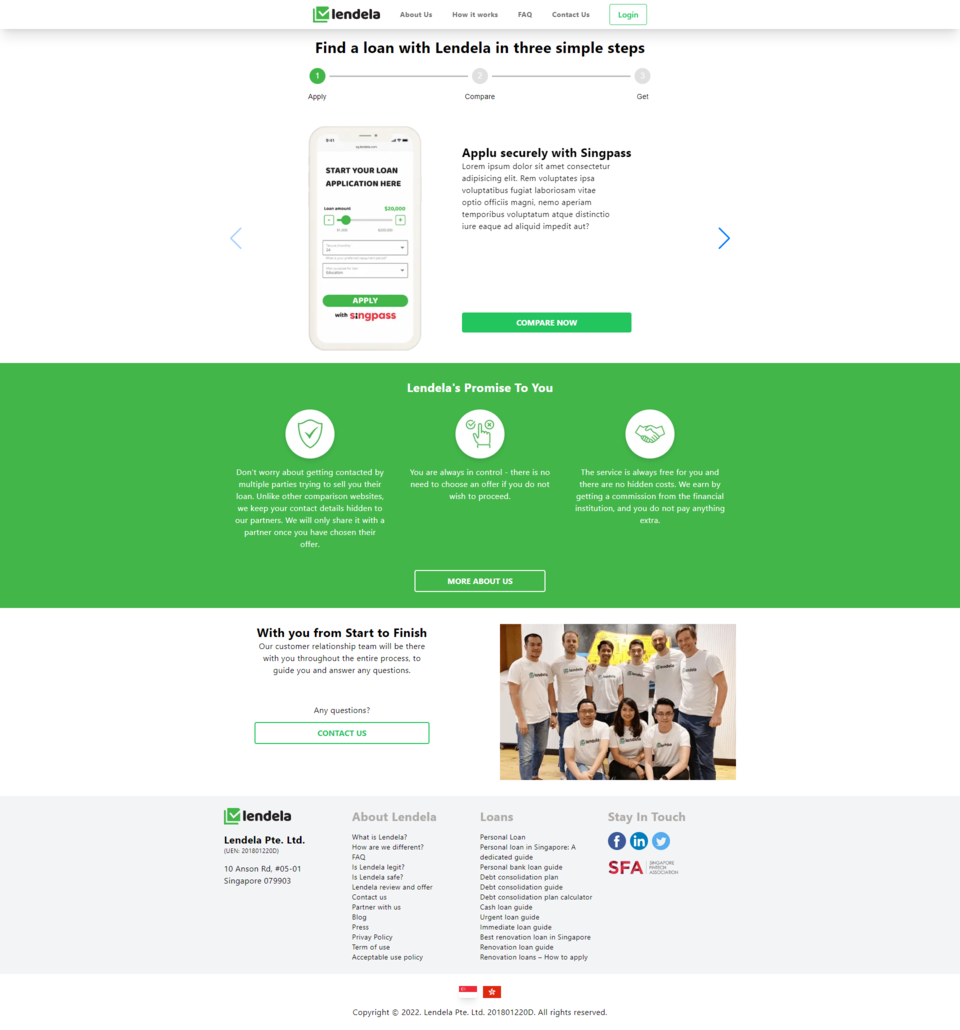 lendela
About Us
How it works
FAQ
Contact Us
Login
Find a loan with Lendela in three simple steps
1
2
3
Apply
Compare
Get
9:41
START YOUR LOAN
APPLICATION HERE
Loan amount
$20,000
-
+
$1,000
$200,000
24
Education
APPLY
with singpass
Applu securely with Singpass
Lorem ipsum dolor sit amet consectetur
adipisicing elit. Rem voluptates ipsa
voluptatibus fugiat laboriosam vitae
optio officiis magni, nemo aperiam
temporibus voluptatum atque distinctio
iure eaque ad aliquid impedit aut?
COMPARE NOW
Lendela's Promise To You
Don't worry about getting contacted by
multiple parties trying to sell you their
loan. Unlike other comparison websites,
we keep your contact details hidden to
our partners. We will only share it with a
partner once you have chosen their
offer.
You are always in control - there is no
need to choose an offer if you do not
wish to proceed.
The service is always free for you and
there are no hidden costs. We earn by
getting a commission from the financial
institution, and you do not pay anything
extra.
MORE ABOUT US
With you from Start to Finish
Our customer relationship team will be there
with you throughout the entire process, to
guide you and answer any questions.
Any questions?
CONTACT US
lendela
Lendela Pte. Ltd.
(UEN: 201801220D)
10 Anson Rd, #05-01
Singapore 079903
About Lendela
What is Lendela?
How are we different?
FAQ
Is Lendela legit?
Is Lendela safe?
Lendela review and offer
Contact us
Partner with us
Blog
Press
Privay Policy
Term of use
Acceptable use policy
Loans
Personal Loan
Personal loan in Singapore: A
dedicated guide
Personal bank loan guide
Debt consolidation plan
Debt consolidation guide
Debt consolidation plan calculator
Cash loan guide
Urgent loan guide
Immediate loan guide
Best renovation loan in Singapore
Renovation loan guide
Renovation loans – How to apply
Stay In Touch
SFA
SINGAPORE
FINTECH
ASSOCIATION
Copyright © 2022. Lendela Pte. Ltd. 201801220D. All rights reserved.